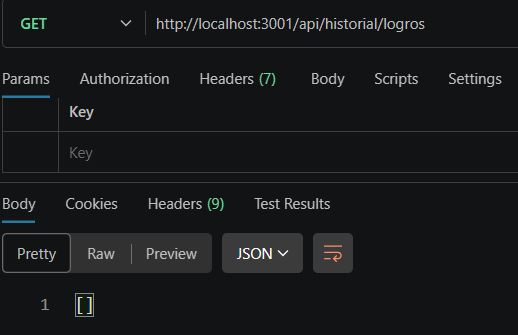 GET http://localhost:3001/api/historial/logros
Params Authorization Headers (7) Body Scripts Settings
Key
Key
Body Cookies Headers (9) Test Results
Pretty Raw Preview JSON
1 []